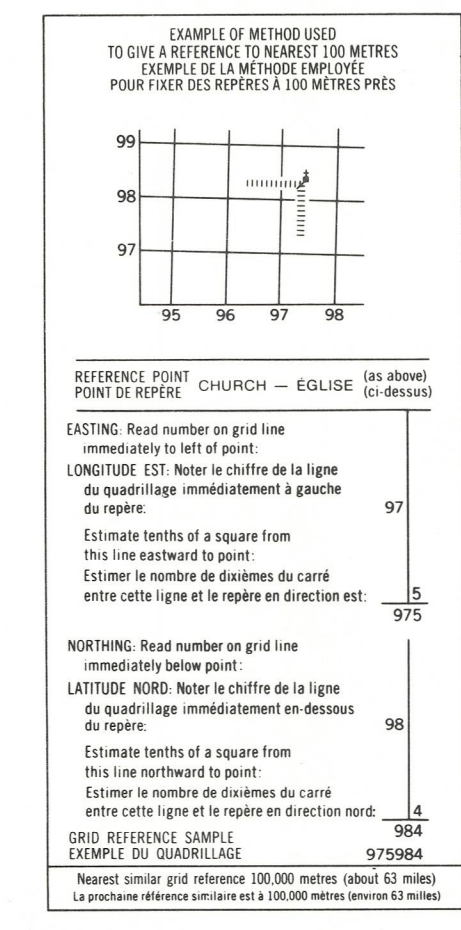 EXAMPLE OF METHOD USED
TO GIVE A REFERENCE TO NEAREST 100 METRES
EXEMPLE DE LA MÉTHODE EMPLOYÉE
POUR FIXER DES REPÈRES À 100 MÈTRES PRÈS
99
98
97
95 96 97 98
REFERENCE POINT
POINT DE REPÈRE
CHURCH — ÉGLISE
(as above)
(ci-dessus)
EASTING: Read number on grid line
immediately to left of point:
LONGITUDE EST: Noter le chiffre de la ligne
du quadrillage immédiatement à gauche
du repère: 97
Estimate tenths of a square from
this line eastward to point:
Estimer le nombre de dixièmes du carré
entre cette ligne et le repère en direction est: 5
975
NORTHING: Read number on grid line
immediately below point:
LATITUDE NORD: Noter le chiffre de la ligne
du quadrillage immédiatement en-dessous
du repère: 98
Estimate tenths of a square from
this line northward to point:
Estimer le nombre de dixièmes du carré
entre cette ligne et le repère en direction nord: 4
984
GRID REFERENCE SAMPLE
EXEMPLE DU QUADRILLAGE 975984
Nearest similar grid reference 100,000 metres (about 63 miles)
La prochaine référence similaire est à 100,000 mètres (environ 63 milles)